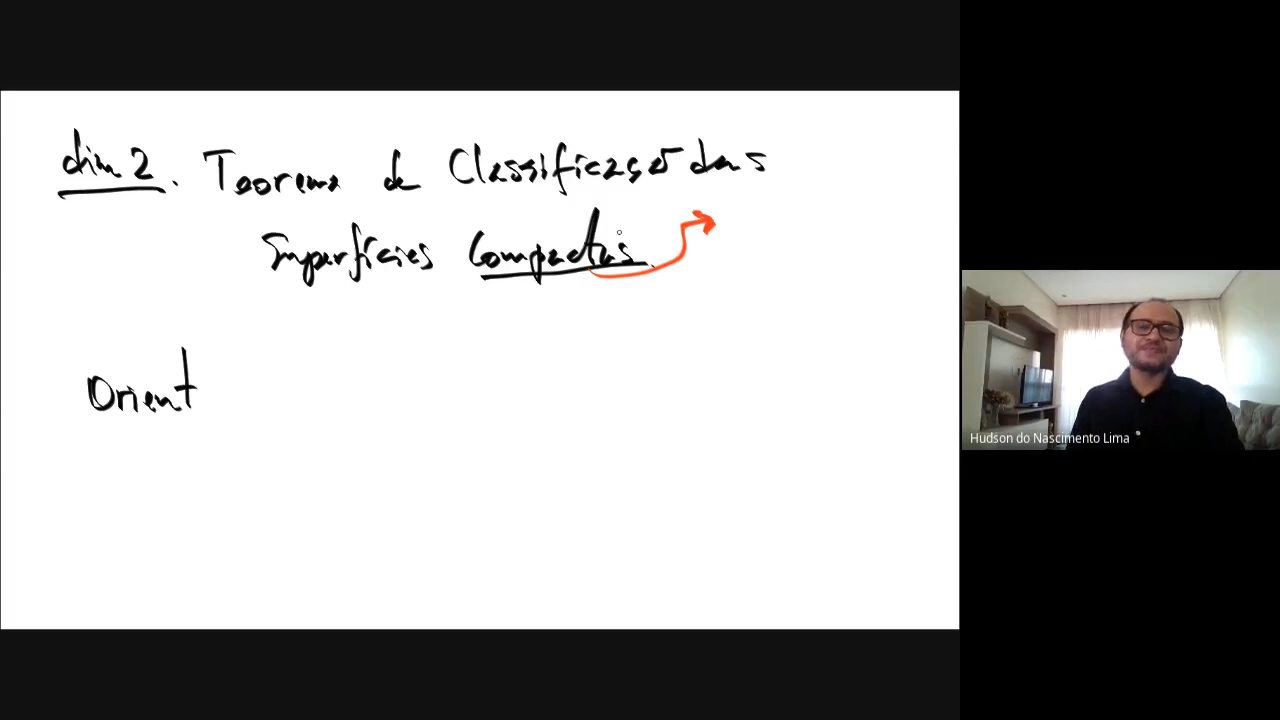 dim 2. Teorema de Classificação das
Superfícies Compactas
Orient
Hudson do Nascimento Lima